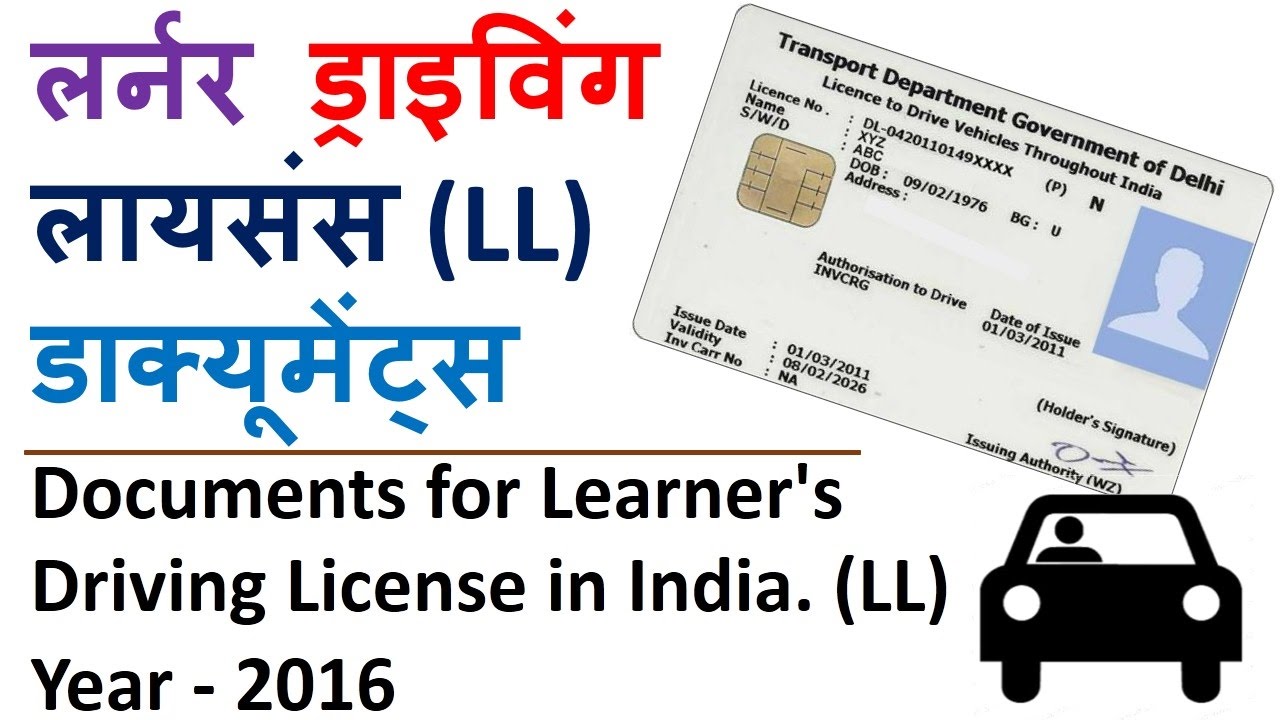 लर्नर ड्राइविंग
लायसंस (LL)
डाक्यूमेंट्स
Documents for Learner's
Driving License in India. (LL)
Year - 2016
Transport Department Government of Delhi
Licence to Drive Vehicles Throughout India
Licence No. : DL-0420110149XXXX (P) N
Name : XYZ
S/W/D : ABC
DOB : 09/02/1976 BG : U
Address :
Authorisation to Drive Date of Issue
INVCRG 01/03/2011
Issue Date : 01/03/2011
Validity : 08/02/2026
Inv Carr No : NA
(Holder's Signature)
Issuing Authority (WZ)